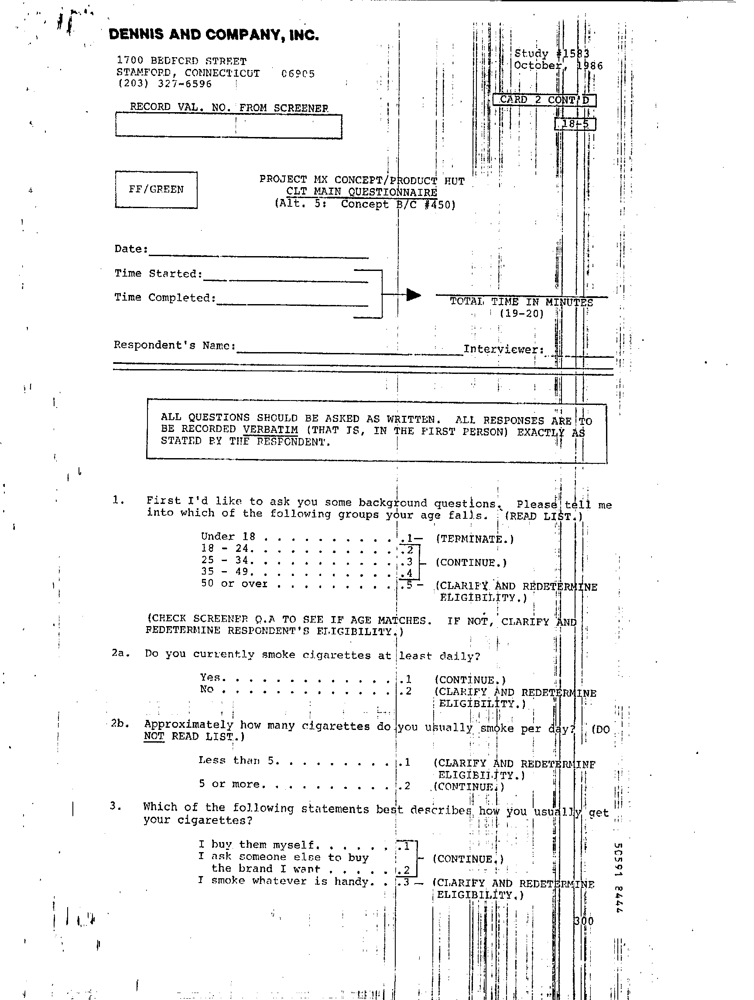 DENNIS AND COMPANY, INC.
1700 BEDFORD STREET
STAMFORD, CONNECTICUT 06905
(203) 327-6596
Study #1583
October, 1986
RECORD VAL. NO. FROM SCREENER
CARD 2 CONT'D
18-5
FF/GREEN
PROJECT MX CONCEPT/PRODUCT HUT
CLT MAIN QUESTIONNAIRE
(Alt. 5: Concept B/C #450)
Date:
Time Started:
Time Completed:
TOTAL TIME IN MINUTES
(19-20)
Respondent's Name: Interviewer:
ALL QUESTIONS SHOULD BE ASKED AS WRITTEN. ALL RESPONSES ARE TO
BE RECORDED VERBATIM (THAT IS, IN THE FIRST PERSON) EXACTLY AS
STATED BY THE RESPONDENT.
1. First I'd like to ask you some background questions. Please tell me
into which of the following groups your age falls. (READ LIST.)
Under 18 . . . . . . . . . . .1 (TERMINATE.)
18 - 24. . . . . . . . . . . .2
25 - 34. . . . . . . . . . . .3 (CONTINUE.)
35 - 49. . . . . . . . . . . .4
50 or over . . . . . . . . . .5 (CLARIFY AND REDETERMINE
ELIGIBILITY.)
(CHECK SCREENER Q.A TO SEE IF AGE MATCHES. IF NOT, CLARIFY AND
REDETERMINE RESPONDENT'S ELIGIBILITY.)
2a. Do you currently smoke cigarettes at least daily?
Yes. . . . . . . . . . . . . .1 (CONTINUE.)
No . . . . . . . . . . . . . .2 (CLARIFY AND REDETERMINE
ELIGIBILITY.)
2b. Approximately how many cigarettes do you usually smoke per day? (DO
NOT READ LIST.)
Less than 5. . . . . . . . . .1 (CLARIFY AND REDETERMINE
ELIGIBILITY.)
5 or more. . . . . . . . . . .2 (CONTINUE.)
3. Which of the following statements best describes how you usually get
your cigarettes?
I buy them myself. . . . . . .1
I ask someone else to buy
the brand I want . . . . . .2 (CONTINUE.)
I smoke whatever is handy. . .3 (CLARIFY AND REDETERMINE
ELIGIBILITY.)
50591 8444
300